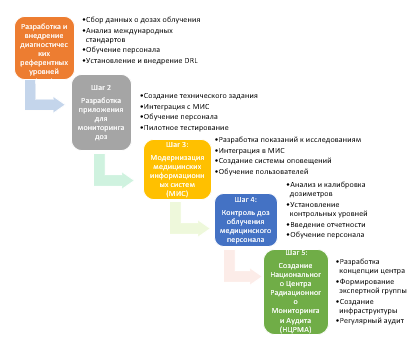 Разработка и
внедрение
диагностичес
ких
референтных
уровней
•Сбор данных о дозах облучения
•Анализ международных
стандартов
•Обучение персонала
•Установление и внедрение DRL
Шаг 2
Разработка
приложения
для
мониторинга
доз
•Создание технического задания
•Интеграция с МИС
•Обучение персонала
•Пилотное тестирование
Шаг 3:
Модернизация
медицинских
информационн
ых систем
(МИС)
•Разработка показаний к исследованиям
•Интеграция в МИС
•Создание системы оповещений
•Обучение пользователей
Шаг 4:
Контроль доз
облучения
медицинского
персонала
•Анализ и калибровка
дозиметров
•Установление
контрольных уровней
•Введение отчетности
•Обучение персонала
Шаг 5:
Создание
Национальног
о Центра
Радиационног
о
Мониторинга
и Аудита
(НЦРМА)
•Разработка
концепции центра
•Формирование
экспертной группы
•Создание
инфраструктуры
•Регулярный аудит